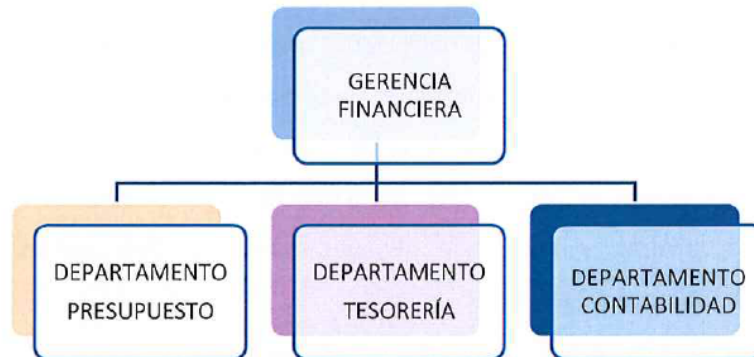 GERENCIA
FINANCIERA
DEPARTAMENTO
PRESUPUESTO
DEPARTAMENTO
TESORERÍA
DEPARTAMENTO
CONTABILIDAD